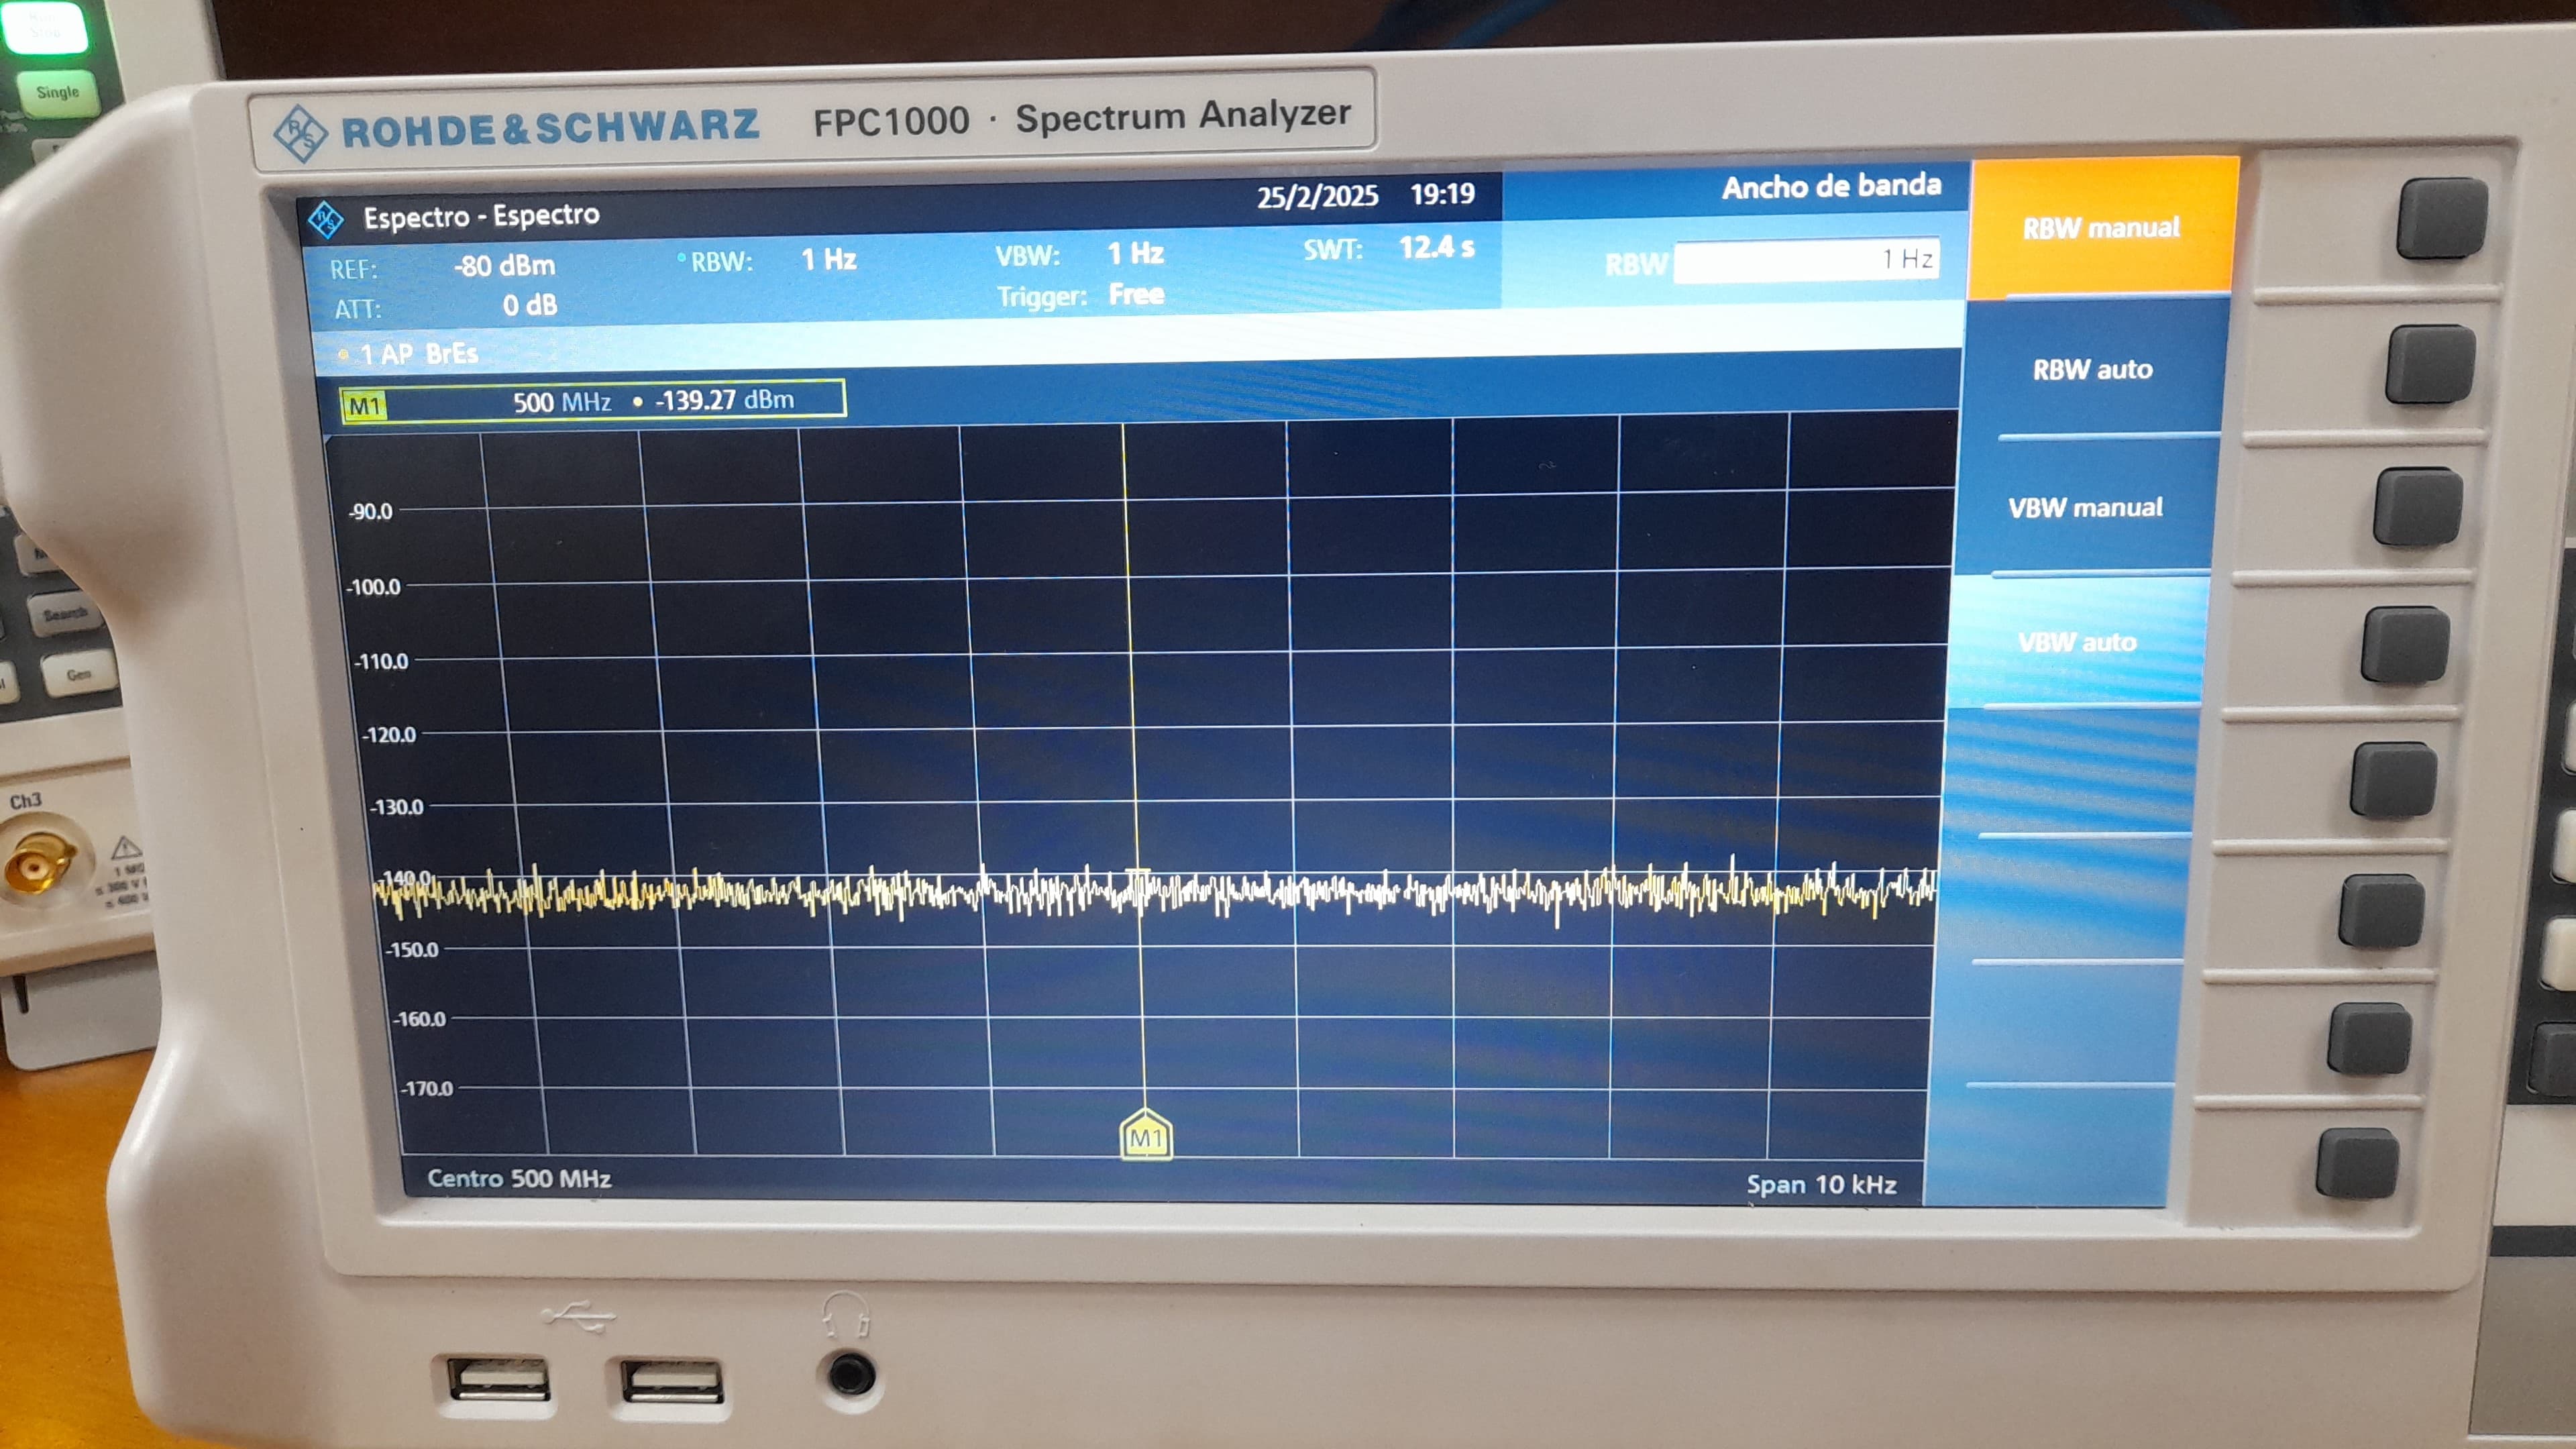 Single
ROHDE & SCHWARZ FPC1000 · Spectrum Analyzer
Espectro - Espectro 25/2/2025 19:19 Ancho de banda
REF: -80 dBm RBW: 1 Hz VBW: 1 Hz SWT: 12.4 s
ATT: 0 dB Trigger: Free
RBW 1 Hz
1 AP BrEs
M1 500 MHz • -139.27 dBm
RBW manual
RBW auto
VBW manual
VBW auto
-90.0
-100.0
-110.0
-120.0
-130.0
-140.0
-150.0
-160.0
-170.0
M1
Centro 500 MHz Span 10 kHz
Search
Gen
Ch3